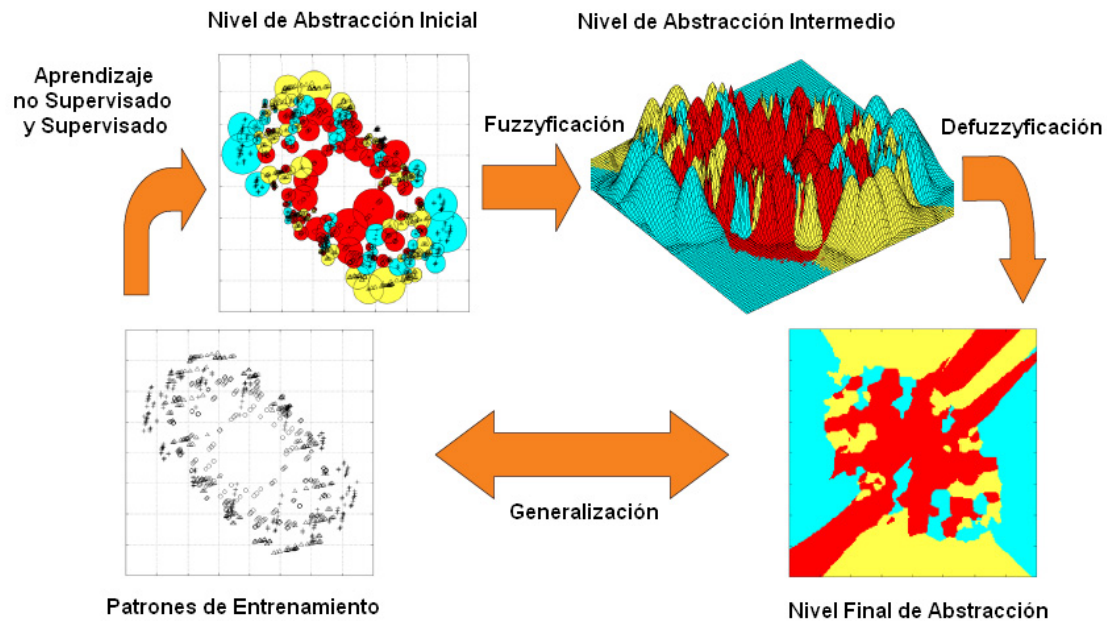 Nivel de Abstracción Inicial
Nivel de Abstracción Intermedio
Aprendizaje
no Supervisado
y Supervisado
Fuzzyficación
Defuzzyficación
Generalización
Patrones de Entrenamiento
Nivel Final de Abstracción